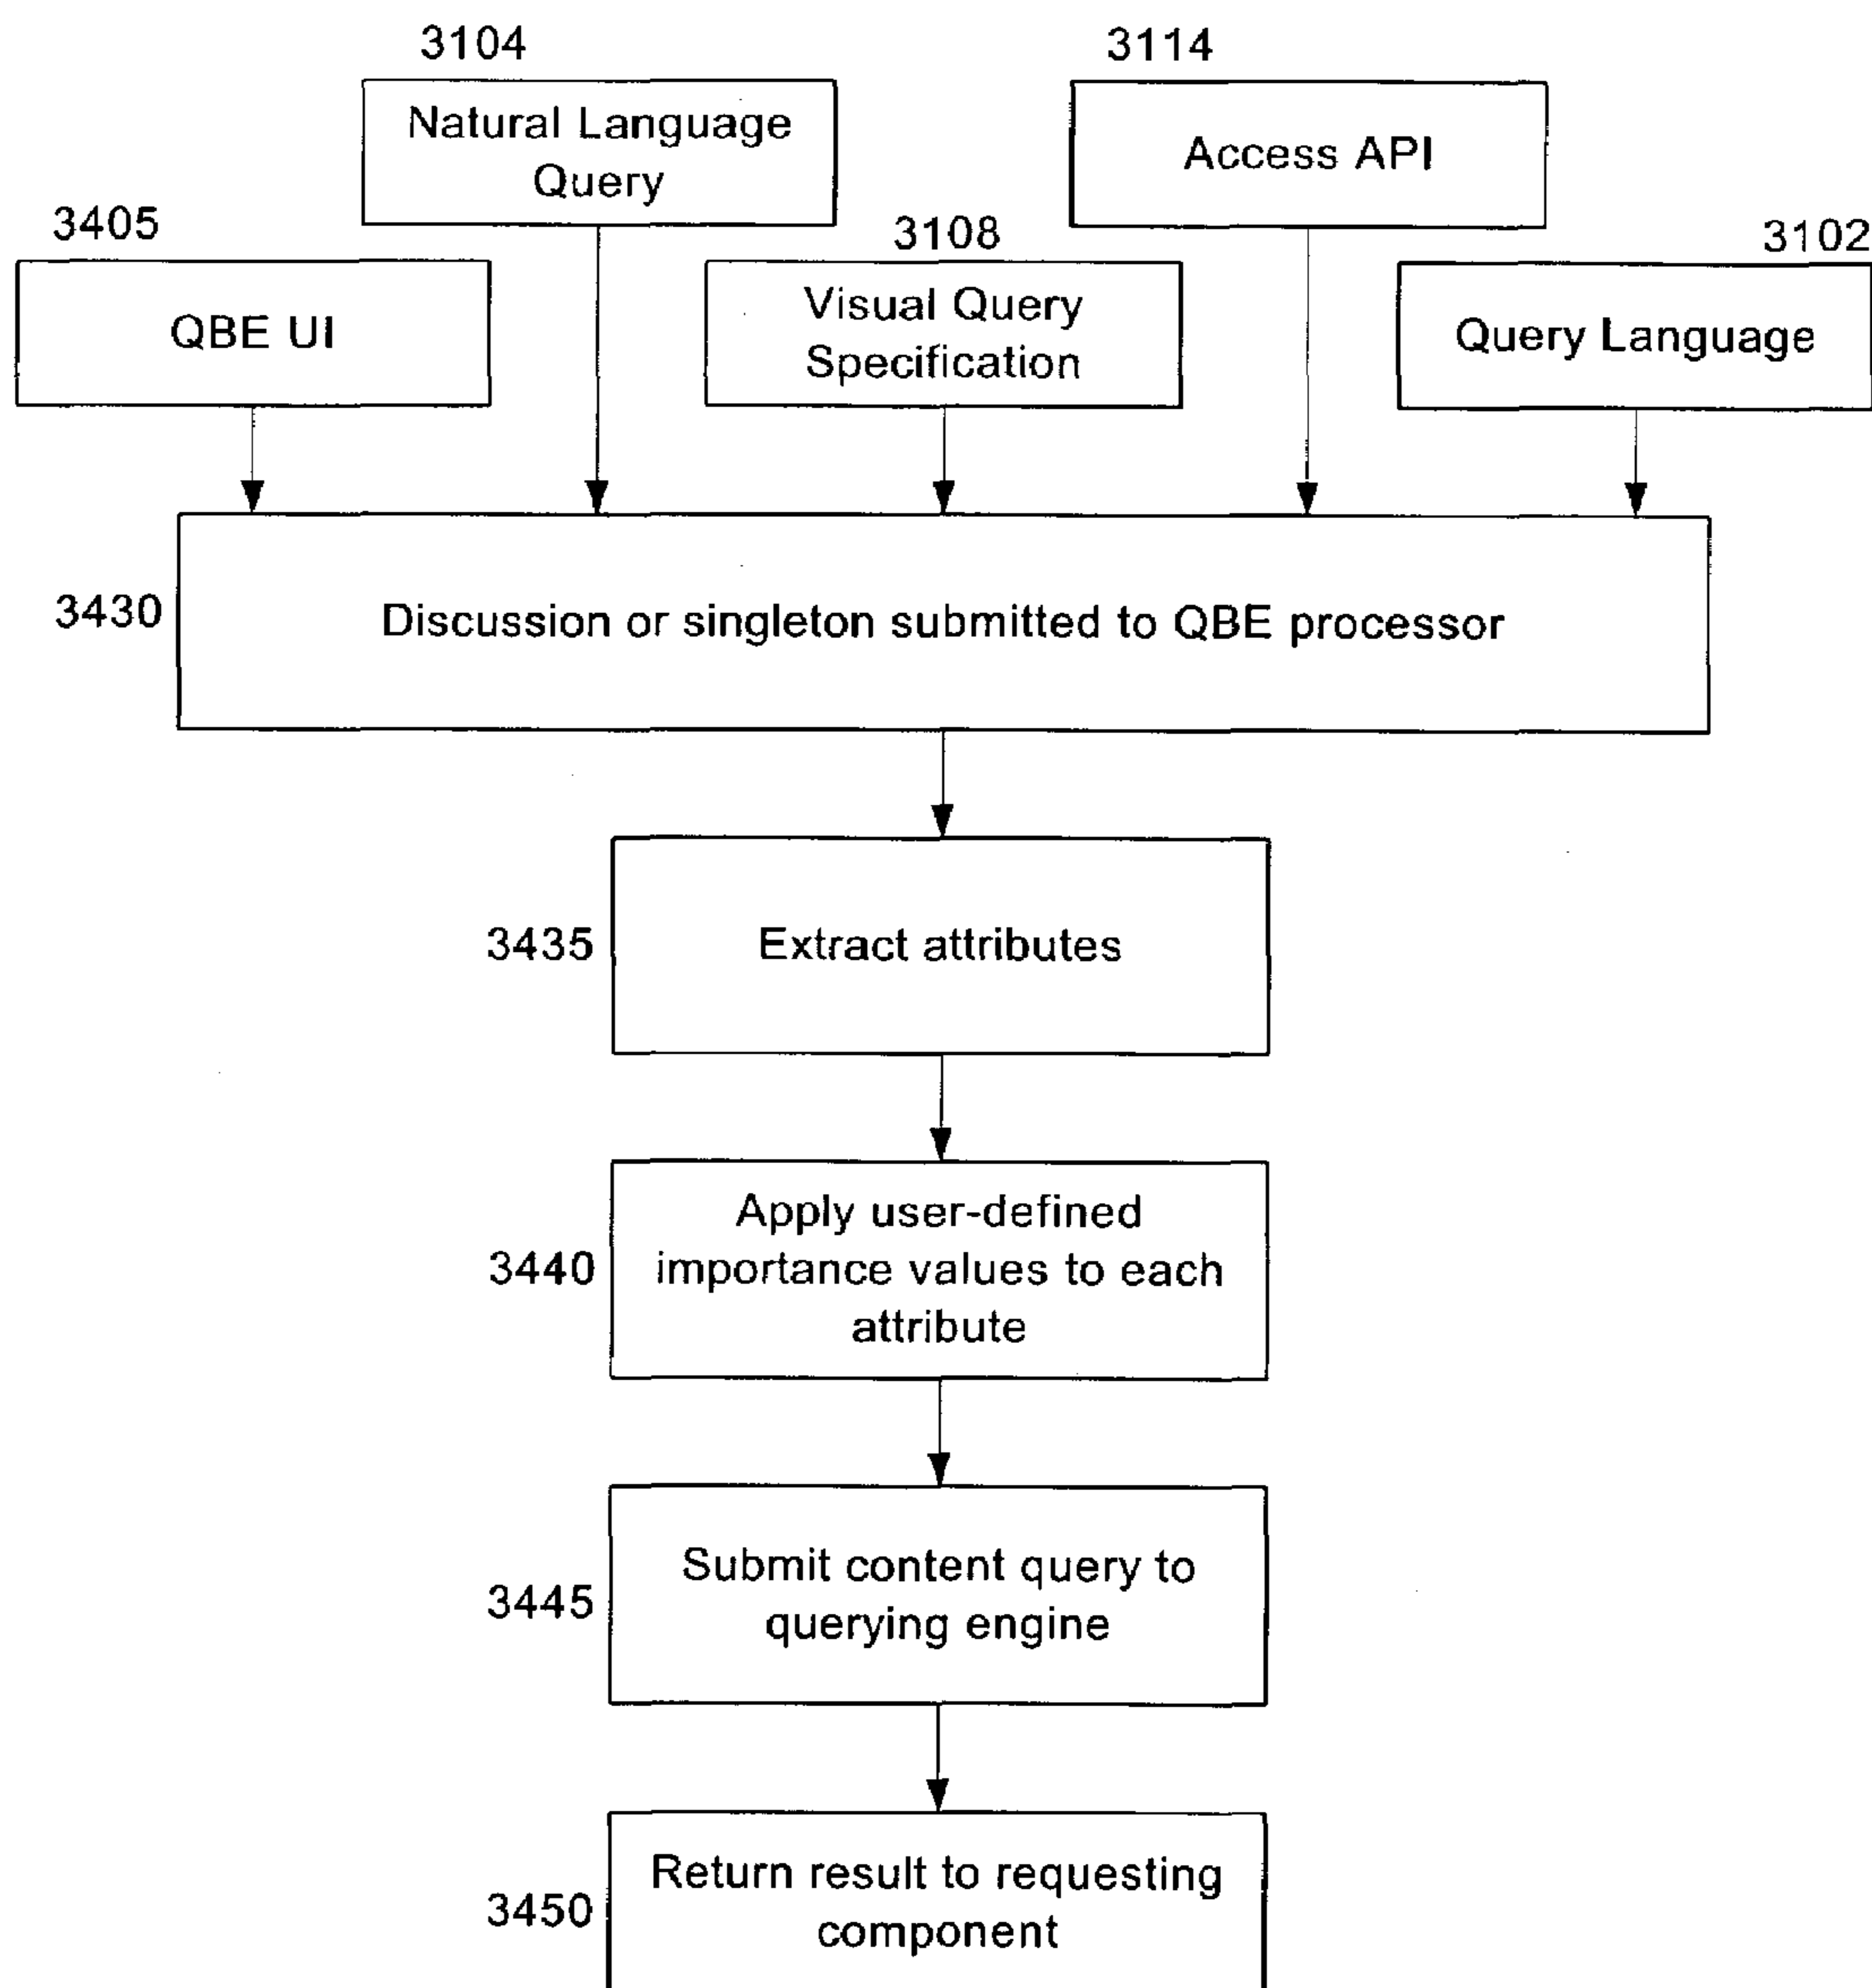 3104
3114
Natural Language
Query
Access API
3405
3108
3102
QBE UI
Visual Query
Specification
Query Language
3430
Discussion or singleton submitted to QBE processor
3435
Extract attributes
Apply user-defined
3440
importance values to each
attribute
Submit content query to
3445
querying engine
Return result to requesting
3450
component